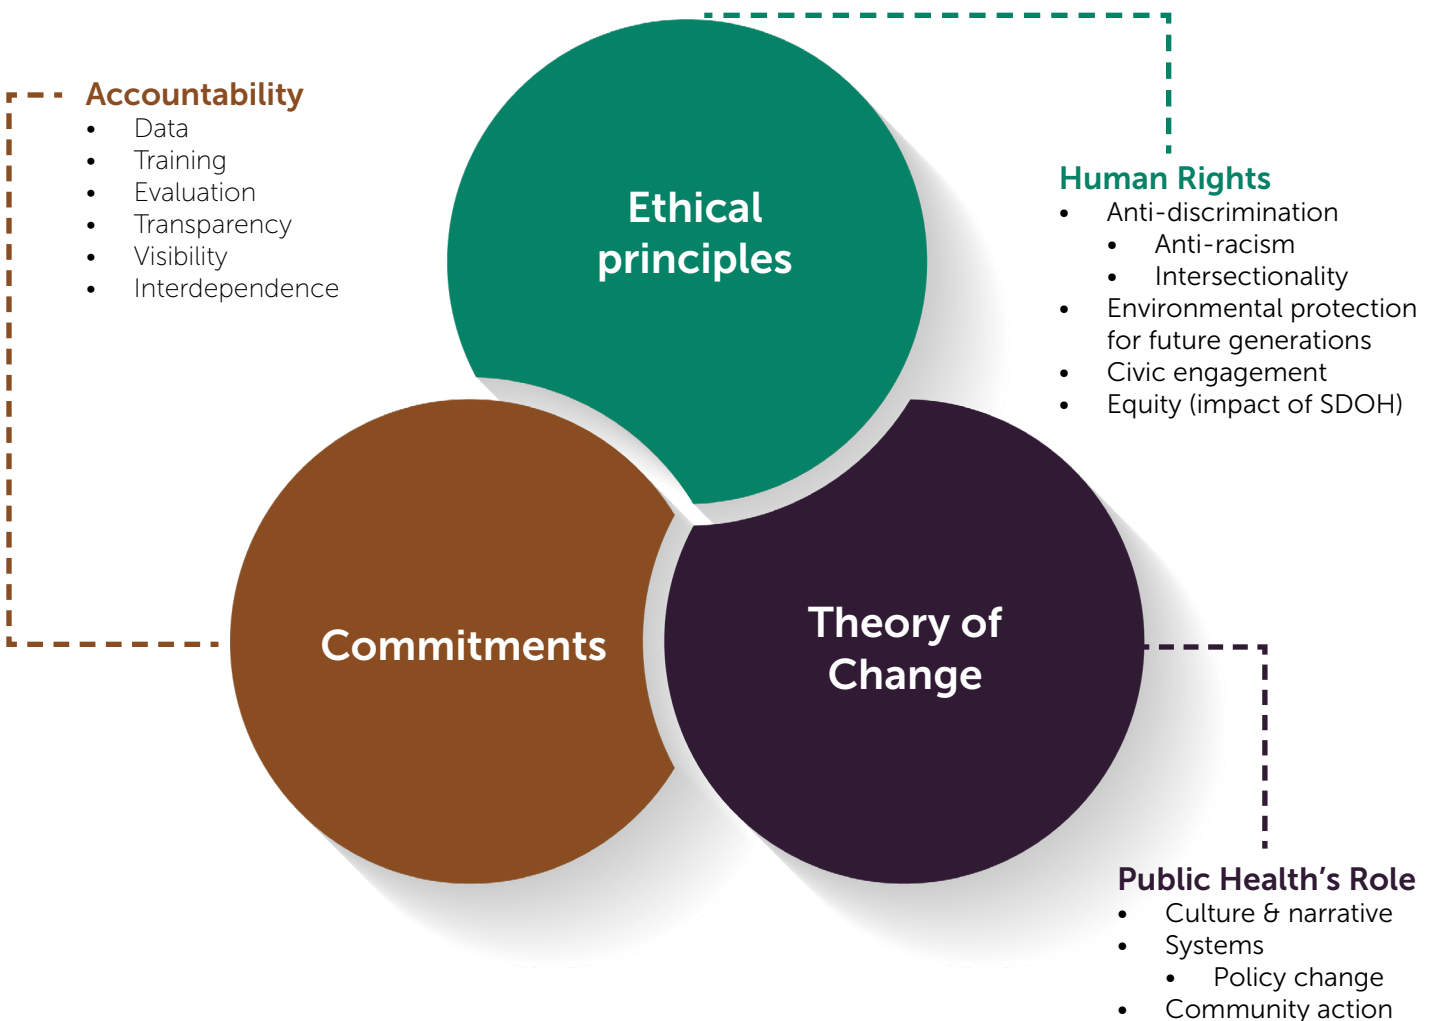 Accountability
• Data
• Training
• Evaluation
• Transparency
• Visibility
• Interdependence
Ethical
principles
Human Rights
• Anti-discrimination
• Anti-racism
• Intersectionality
• Environmental protection
for future generations
• Civic engagement
• Equity (impact of SDOH)
Commitments
Theory of
Change
Public Health's Role
• Culture & narrative
• Systems
• Policy change
• Community action